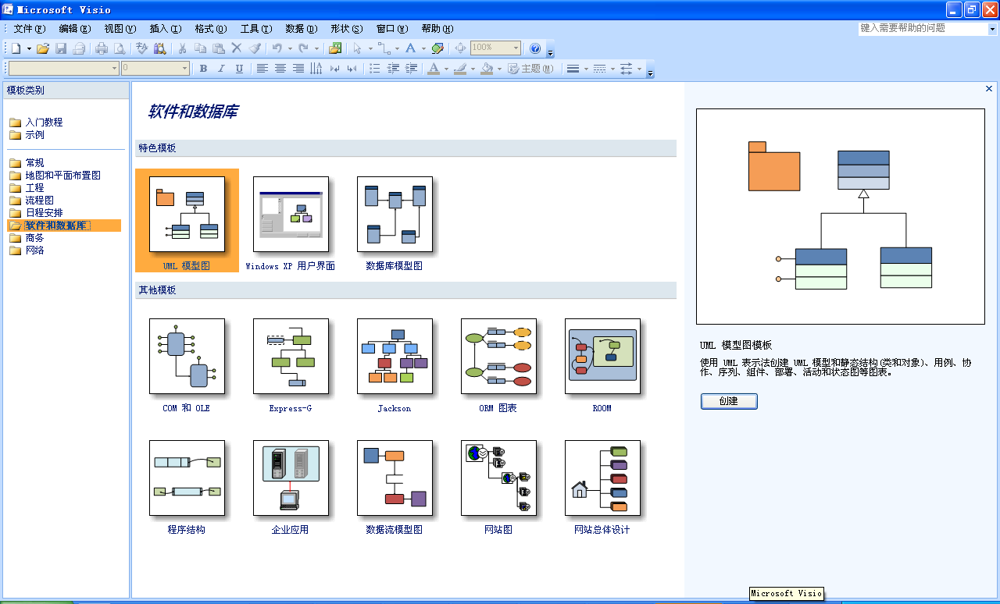 Microsoft Visio
文件(F) 编辑(E) 视图(V) 插入(I) 格式(O) 工具(T) 数据(D) 形状(S) 窗口(W) 帮助(H)
键入需要帮助的问题
100%
0
B I U
A
主题(M)
模板类别
入门教程
示例
常规
地图和平面布置图
工程
流程图
日程安排
软件和数据库
商务
网络
软件和数据库
特色模板
UML 模型图
Windows XP 用户界面
数据库模型图
其他模板
COM 和 OLE
Express-G
Jackson
ORM 图表
ROOM
程序结构
企业应用
数据流模型图
网站图
网站总体设计
UML 模型图模板
使用 UML 表示法创建 UML 模型和静态结构(类和对象)、用例、协
作、序列、组件、部署、活动和状态图等图表。
创建
Microsoft Visio